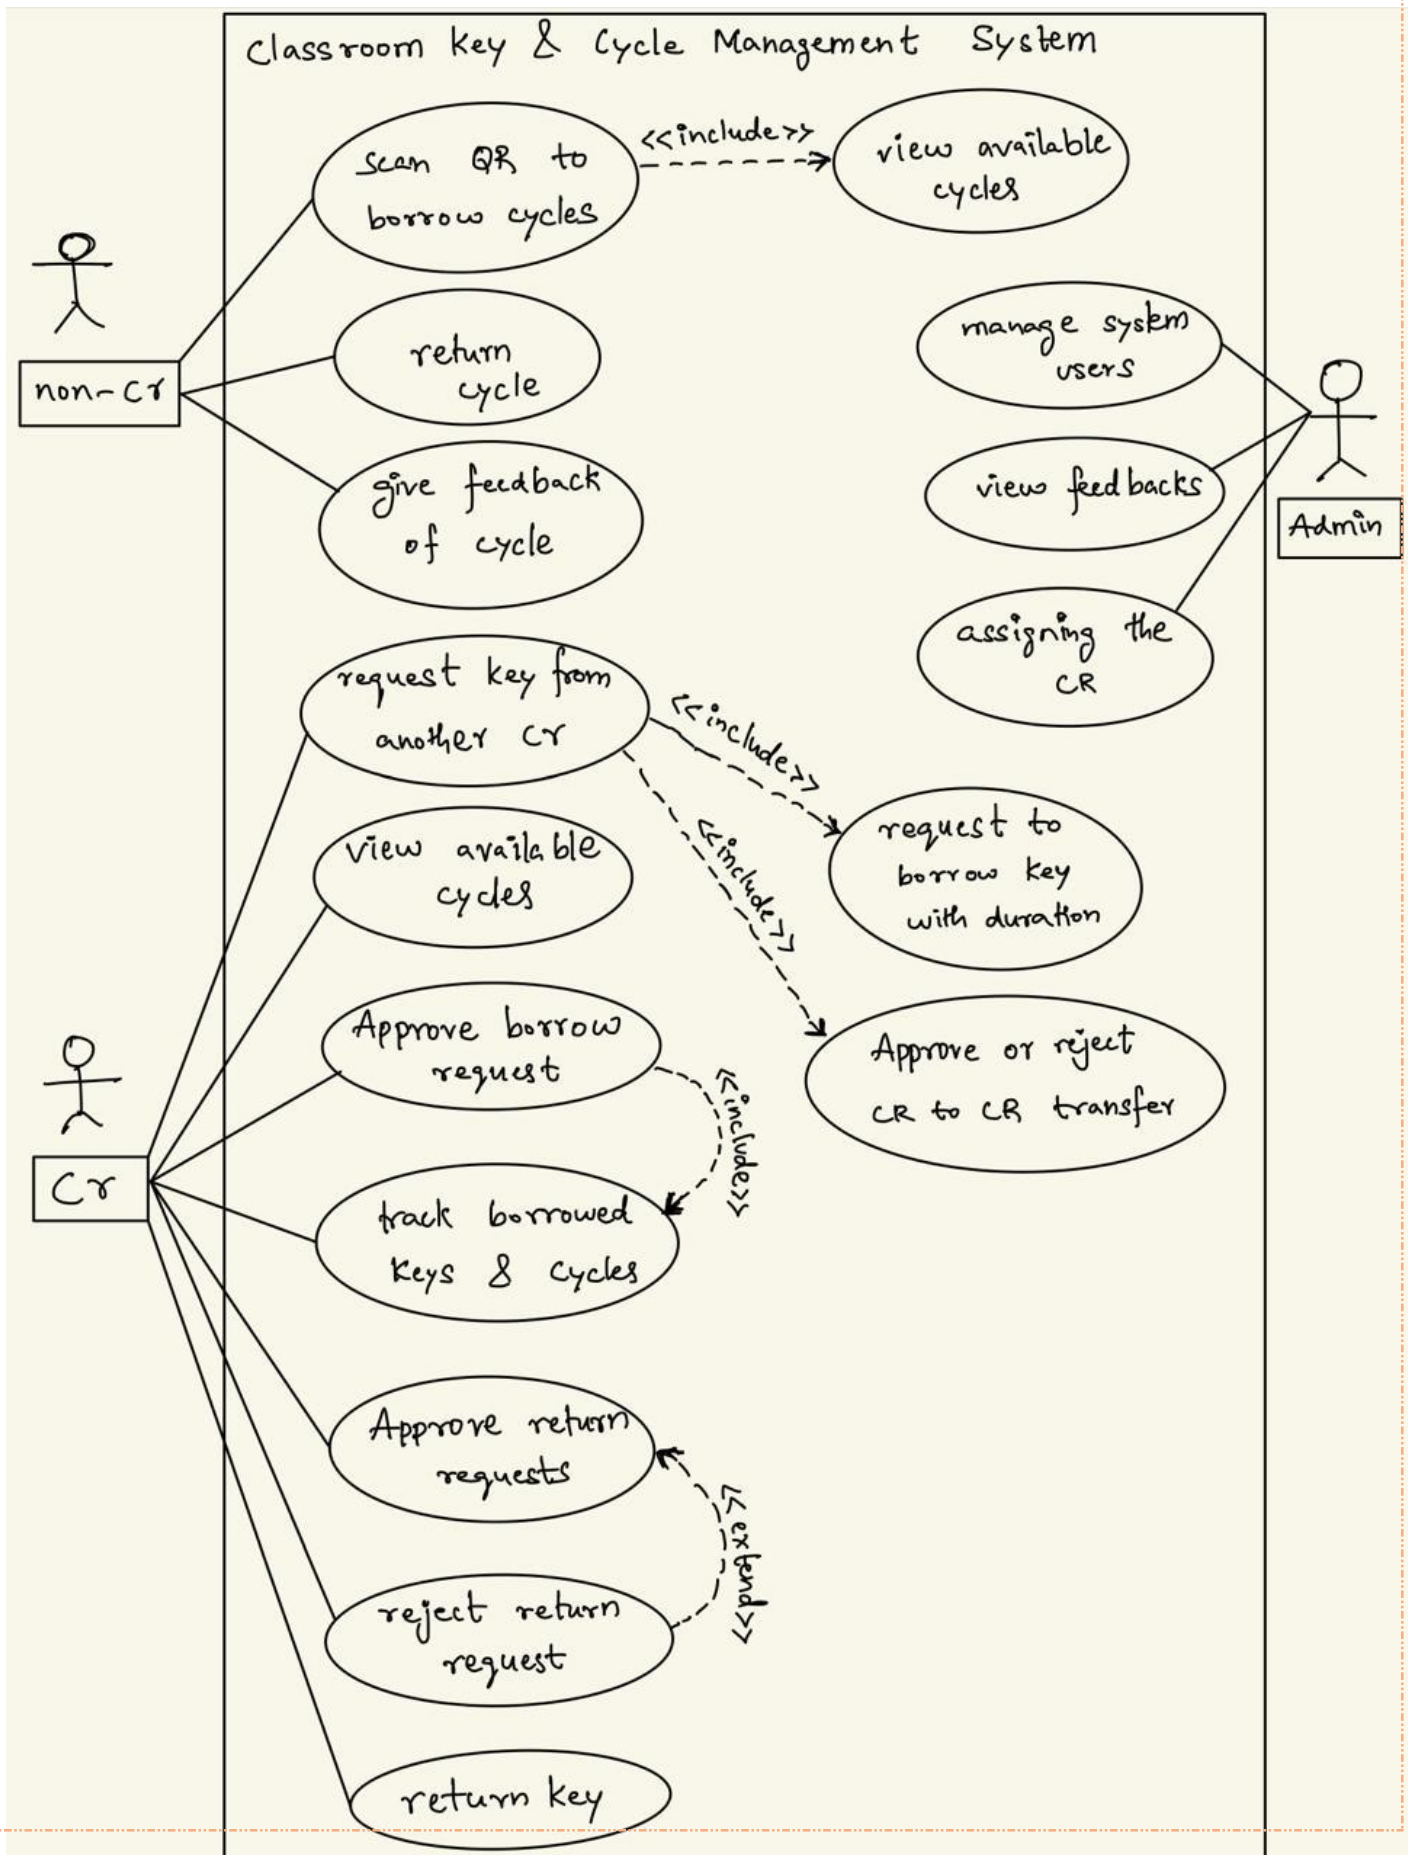 Classroom key & Cycle Management System
scan QR to
borrow cycles
<<include>>
view available
cycles
non-Cr
return
cycle
give feedback
of cycle
manage system
users
view feedbacks
assigning the
CR
Admin
request key from
another Cr
<<include>>
request to
borrow key
with duration
<<include>>
Approve or reject
CR to CR transfer
view available
cycles
Approve borrow
request
<<include>>
Cr
track borrowed
keys & cycles
Approve return
requests
<<extend>>
reject return
request
return key